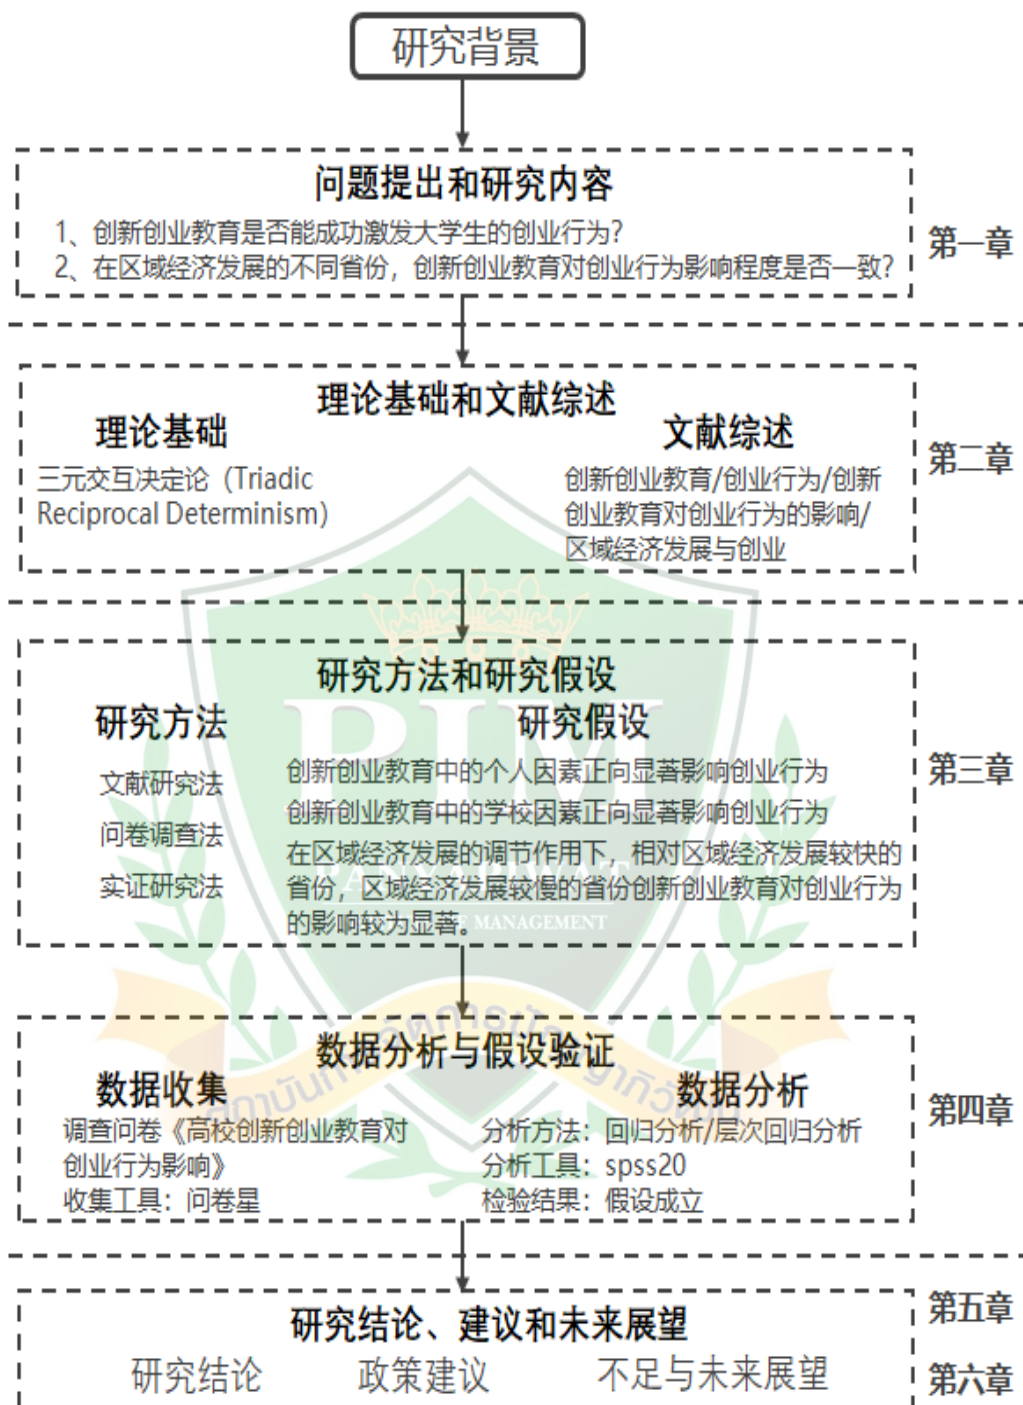 研究背景
问题提出和研究内容
1、创新创业教育是否能成功激发大学生的创业行为？
2、在区域经济发展的不同省份，创新创业教育对创业行为影响程度是否一致？
第一章
理论基础和文献综述
理论基础
三元交互决定论（Triadic
Reciprocal Determinism）
文献综述
创新创业教育/创业行为/创新
创业教育对创业行为的影响/
区域经济发展与创业
第二章
研究方法和研究假设
研究方法
文献研究法
问卷调查法
实证研究法
研究假设
创新创业教育中的个人因素正向显著影响创业行为
创新创业教育中的学校因素正向显著影响创业行为
在区域经济发展的调节作用下，相对区域经济发展较快的
省份，区域经济发展较慢的省份创新创业教育对创业行为
的影响较为显著。
第三章
PIM
MANAGEMENT
数据分析与假设验证
数据收集
调查问卷《高校创新创业教育对
创业行为影响》
收集工具：问卷星
数据分析
分析方法：回归分析/层次回归分析
分析工具：spss20
检验结果：假设成立
第四章
研究结论、建议和未来展望
研究结论
政策建议
不足与未来展望
第五章
第六章